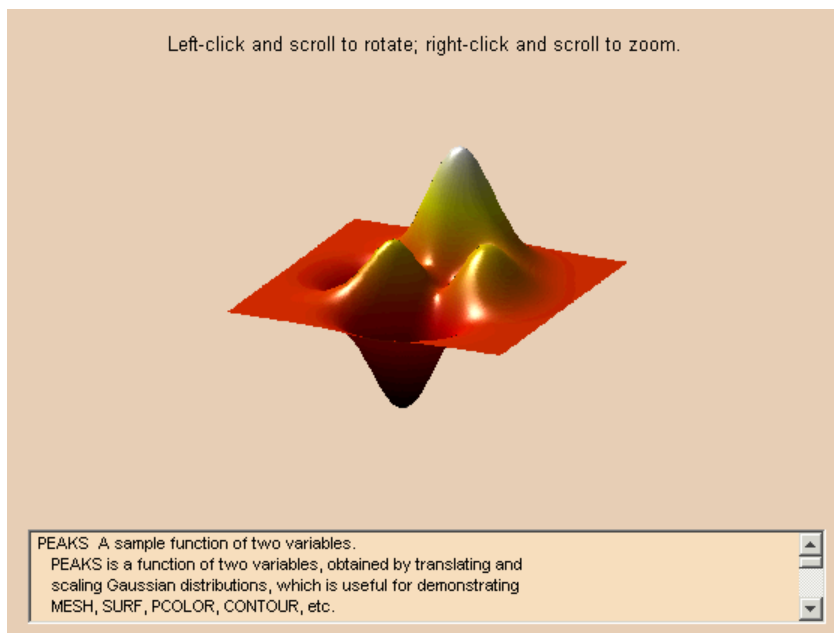 Left-click and scroll to rotate; right-click and scroll to zoom.
PEAKS A sample function of two variables.
PEAKS is a function of two variables, obtained by translating and
scaling Gaussian distributions, which is useful for demonstrating
MESH, SURF, PCOLOR, CONTOUR, etc.